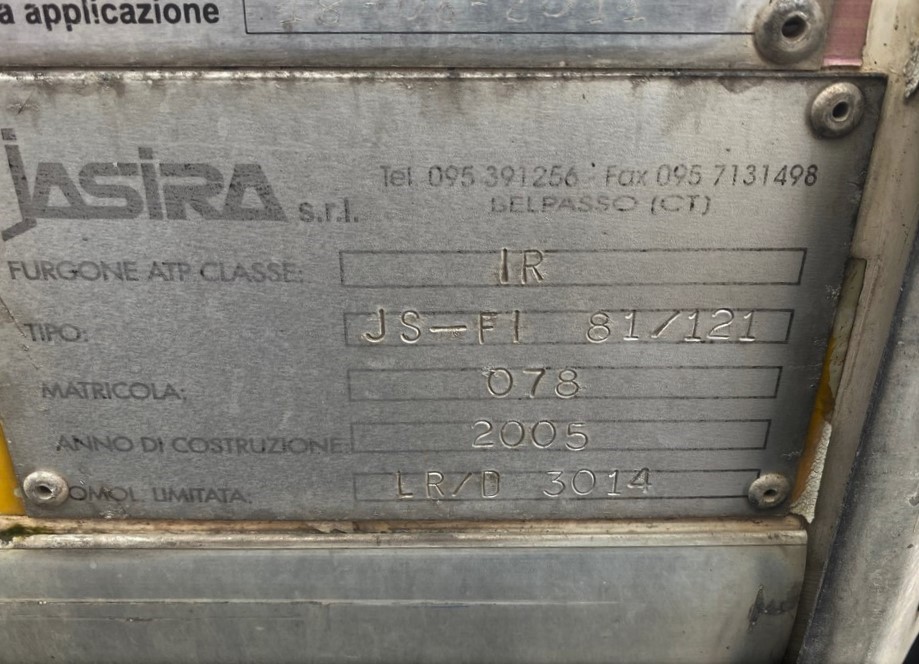 a applicazione
jASiRA s.r.l.
Tel 095 391256 Fax 095 7131498
BELPASSO (CT)
FURGONE ATP CLASSE: IR
TIPO: JS-FI 81/121
MATRICOLA: 078
ANNO DI COSTRUZIONE: 2005
OMOL. LIMITATA: LR/D 3014